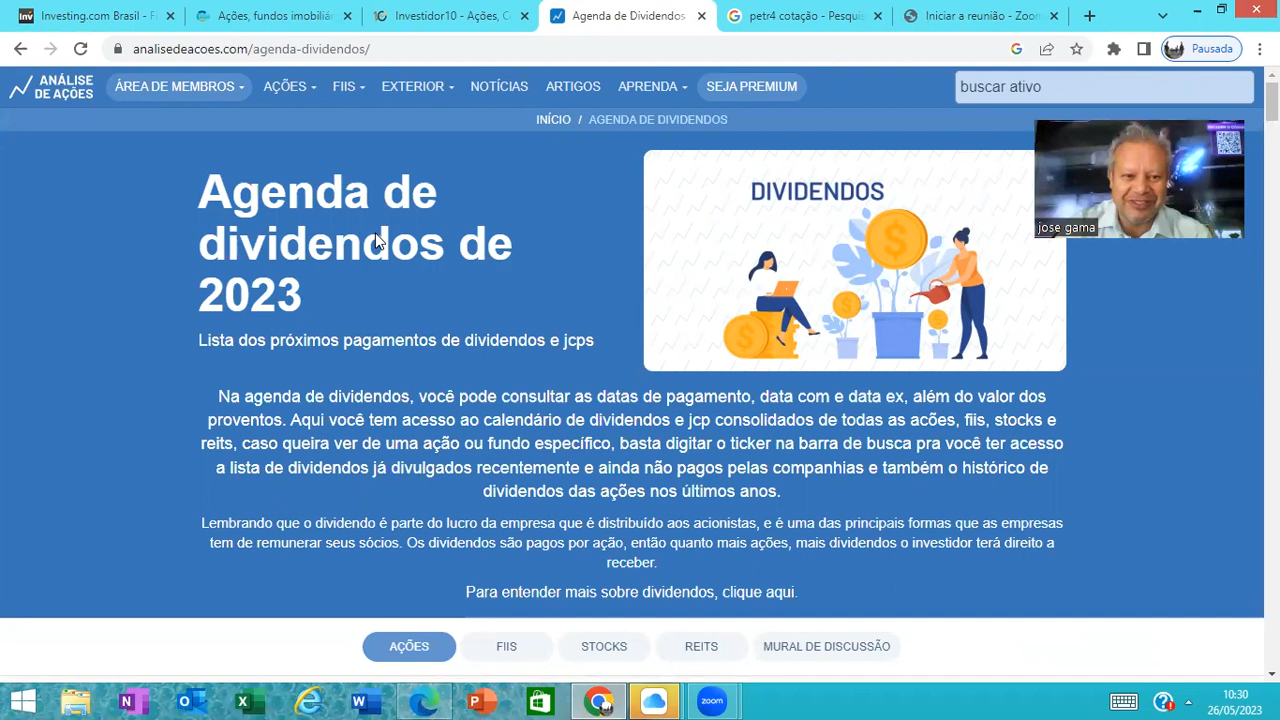 Investing.com Brasil - Fi
Ações, fundos imobiliár
Investidor10 - Ações, C
Agenda de Dividendos
petr4 cotação - Pesquis
Iniciar a reunião - Zoom
analisedeacoes.com/agenda-dividendos/
Pausada
ANÁLISE
DE AÇÕES
ÁREA DE MEMBROS
AÇÕES
FIIS
EXTERIOR
NOTÍCIAS
ARTIGOS
APRENDA
SEJA PREMIUM
buscar ativo
INÍCIO / AGENDA DE DIVIDENDOS
Agenda de
dividendos de
2023
Lista dos próximos pagamentos de dividendos e jcps
DIVIDENDOS
jose gama
Na agenda de dividendos, você pode consultar as datas de pagamento, data com e data ex, além do valor dos
proventos. Aqui você tem acesso ao calendário de dividendos e jcp consolidados de todas as acões, fiis, stocks e
reits, caso queira ver de uma ação ou fundo específico, basta digitar o ticker na barra de busca pra você ter acesso
a lista de dividendos já divulgados recentemente e ainda não pagos pelas companhias e também o histórico de
dividendos das ações nos últimos anos.
Lembrando que o dividendo é parte do lucro da empresa que é distribuído aos acionistas, e é uma das principais formas que as empresas
tem de remunerar seus sócios. Os dividendos são pagos por ação, então quanto mais ações, mais dividendos o investidor terá direito a
receber.
Para entender mais sobre dividendos, clique aqui.
AÇÕES
FIIS
STOCKS
REITS
MURAL DE DISCUSSÃO
zoom
10:30
26/05/2023